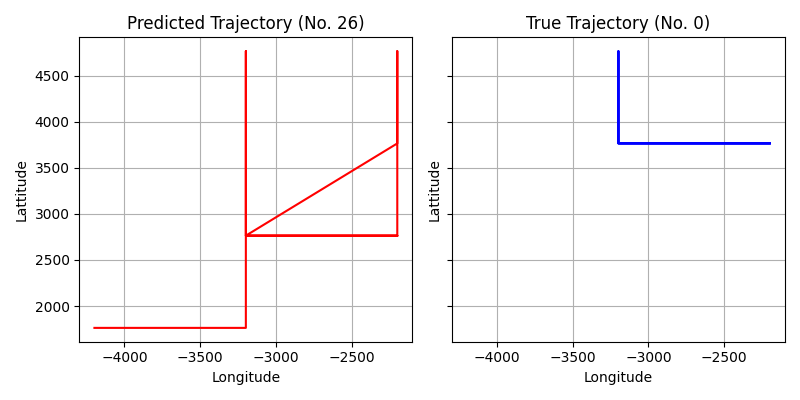 Predicted Trajectory (No. 26)
True Trajectory (No. 0)
4500
4000
3500
3000
2500
2000
Lattitude
Lattitude
−4000 −3500 −3000 −2500
−4000 −3500 −3000 −2500
Longitude
Longitude